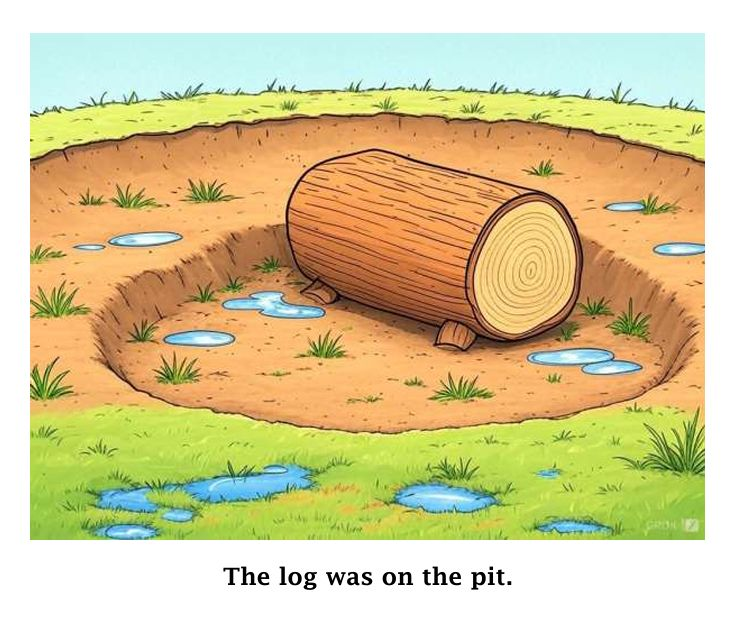 The log was on the pit.